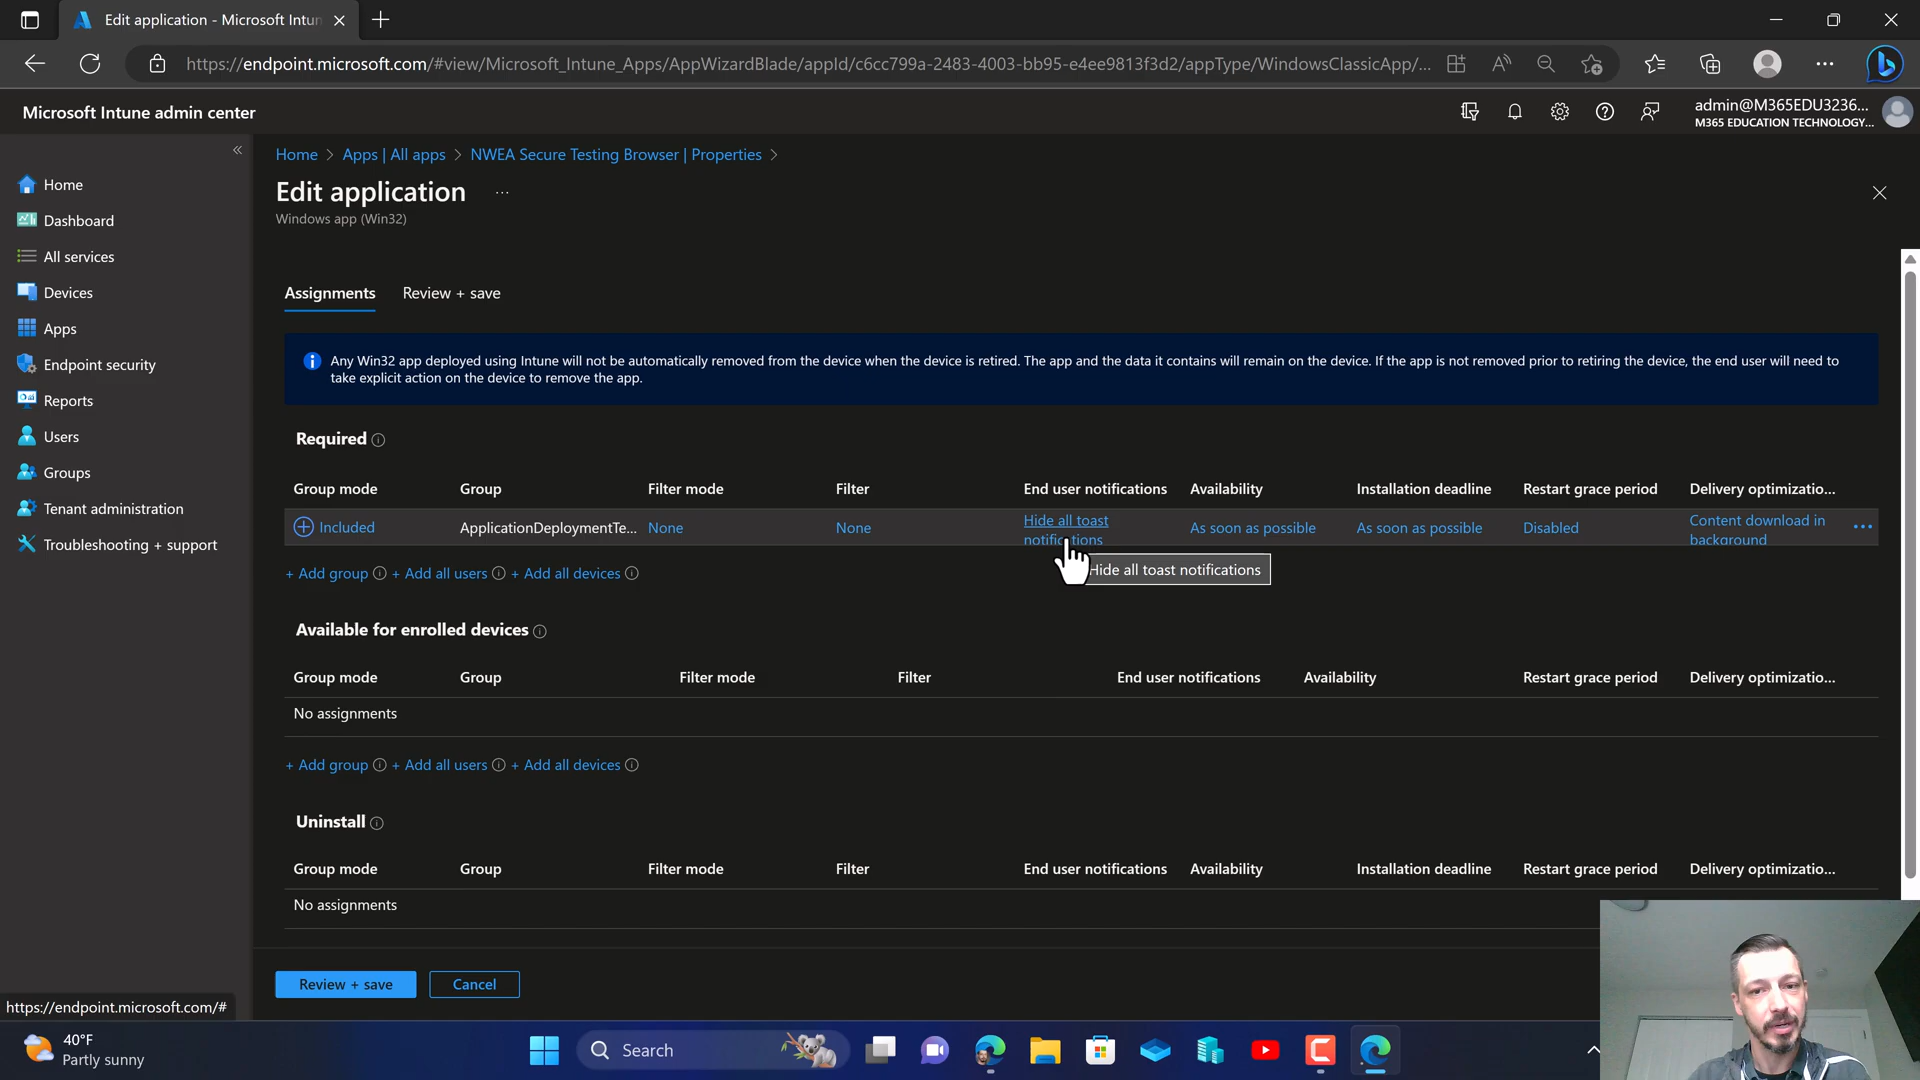 Edit application - Microsoft Intun
https://endpoint.microsoft.com/#view/Microsoft_Intune_Apps/AppWizardBlade/appId/c6cc799a-2483-4003-bb95-e4ee9813f3d2/appType/WindowsClassicApp/...
Microsoft Intune admin center
admin@M365EDU3236...
M365 EDUCATION TECHNOLOGY...
«
Home
Dashboard
All services
Devices
Apps
Endpoint security
Reports
Users
Groups
Tenant administration
Troubleshooting + support
Home > Apps | All apps > NWEA Secure Testing Browser | Properties >
Edit application ...
Windows app (Win32)
Assignments Review + save
Any Win32 app deployed using Intune will not be automatically removed from the device when the device is retired. The app and the data it contains will remain on the device. If the app is not removed prior to retiring the device, the end user will need to
take explicit action on the device to remove the app.
Required
Group mode Group Filter mode Filter End user notifications Availability Installation deadline Restart grace period Delivery optimizatio...
Included ApplicationDeploymentTe... None None Hide all toast notifications As soon as possible As soon as possible Disabled Content download in background ...
Hide all toast notifications
+ Add group + Add all users + Add all devices
Available for enrolled devices
Group mode Group Filter mode Filter End user notifications Availability Restart grace period Delivery optimizatio...
No assignments
+ Add group + Add all users + Add all devices
Uninstall
Group mode Group Filter mode Filter End user notifications Availability Installation deadline Restart grace period Delivery optimizatio...
No assignments
Review + save Cancel
https://endpoint.microsoft.com/#
40°F
Partly sunny
Search